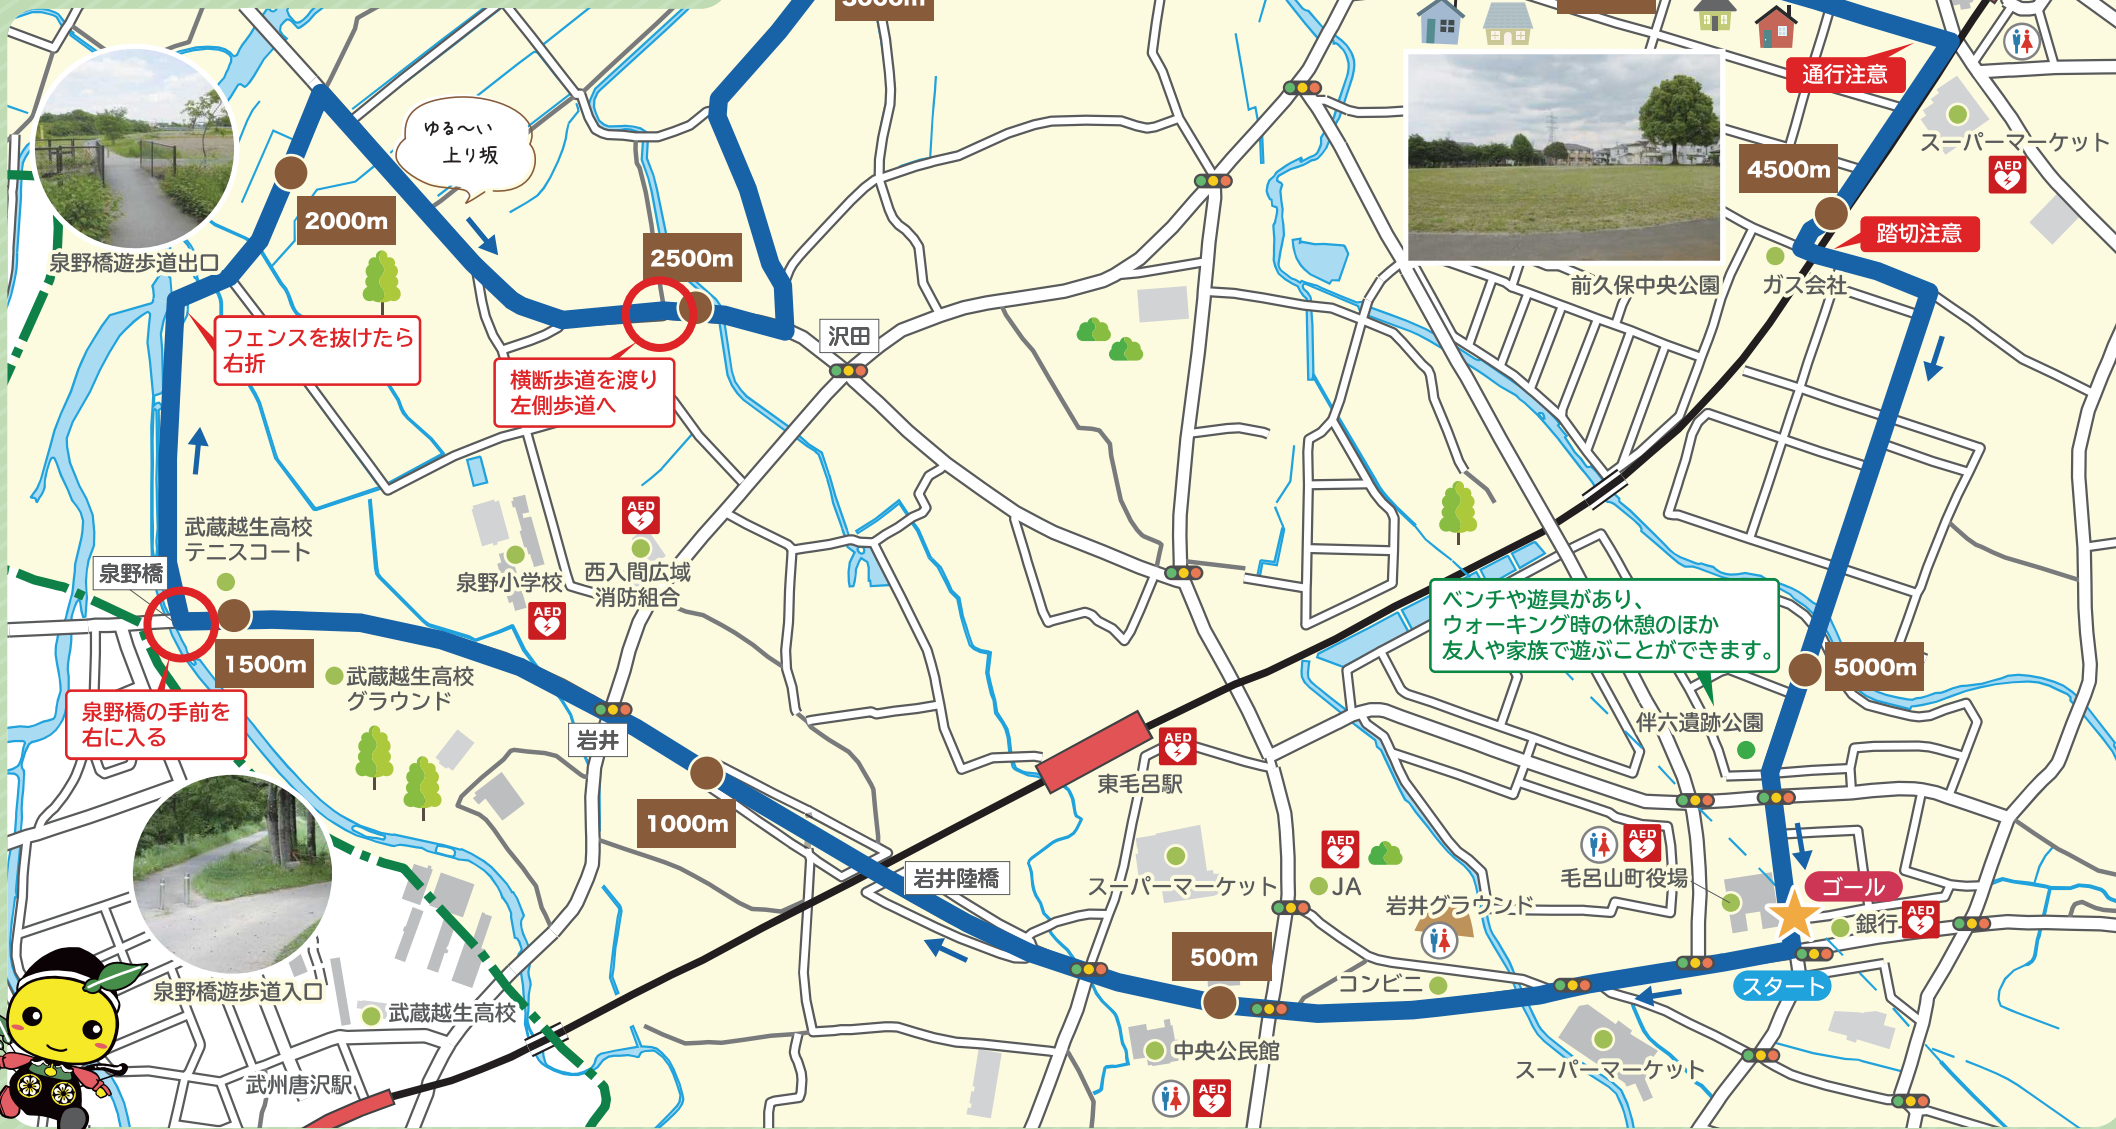 3000m
通行注意
スーパーマーケット
AED
4500m
踏切注意
ガス会社
前久保中央公園
ゆる〜い
上り坂
2000m
泉野橋遊歩道出口
2500m
沢田
フェンスを抜けたら
右折
横断歩道を渡り
左側歩道へ
武蔵越生高校
テニスコート
泉野橋
泉野小学校
AED
AED
西入間広域
消防組合
1500m
武蔵越生高校
グラウンド
泉野橋の手前を
右に入る
岩井
1000m
東毛呂駅
AED
ベンチや遊具があり、
ウォーキング時の休憩のほか
友人や家族で遊ぶことができます。
5000m
伴六遺跡公園
岩井陸橋
スーパーマーケット
AED
JA
岩井グラウンド
AED
毛呂山町役場
ゴール
銀行
AED
スタート
コンビニ
500m
中央公民館
AED
スーパーマーケット
泉野橋遊歩道入口
武蔵越生高校
武州唐沢駅